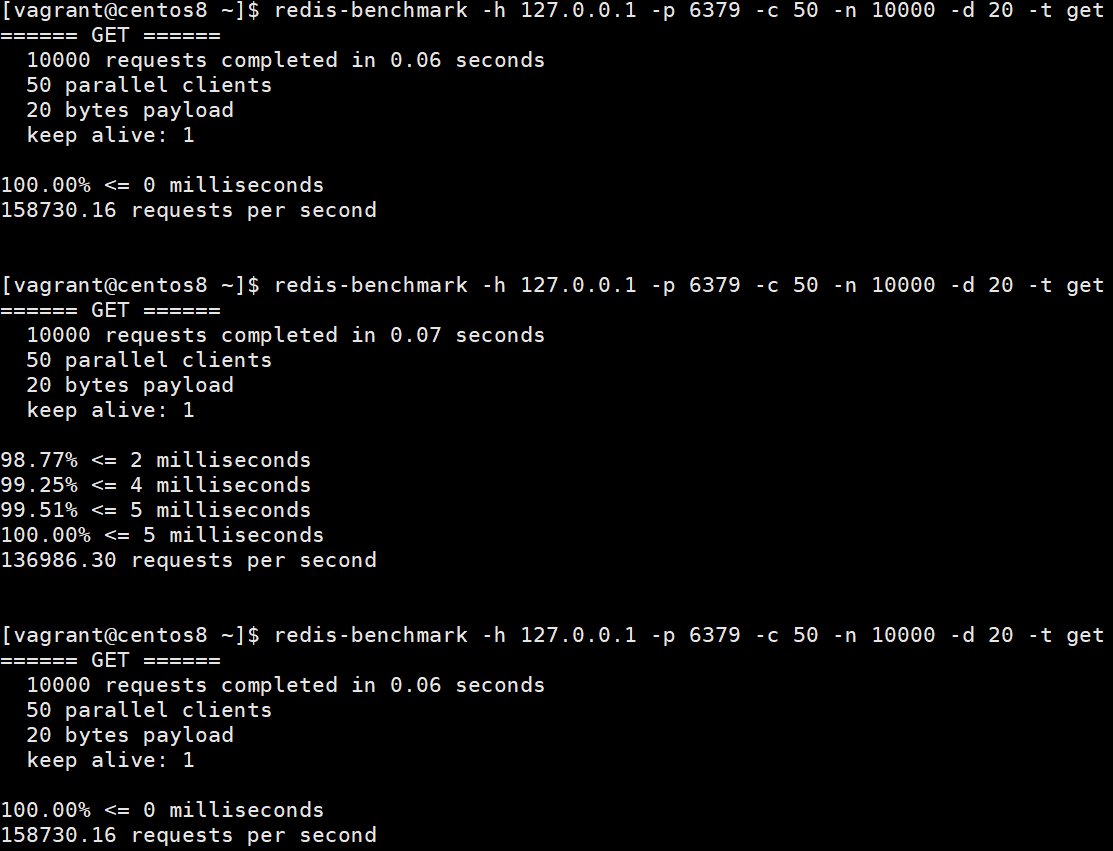 [vagrant@centos8 ~]$ redis-benchmark -h 127.0.0.1 -p 6379 -c 50 -n 10000 -d 20 -t get
====== GET ======
  10000 requests completed in 0.06 seconds
  50 parallel clients
  20 bytes payload
  keep alive: 1

100.00% <= 0 milliseconds
158730.16 requests per second


[vagrant@centos8 ~]$ redis-benchmark -h 127.0.0.1 -p 6379 -c 50 -n 10000 -d 20 -t get
====== GET ======
  10000 requests completed in 0.07 seconds
  50 parallel clients
  20 bytes payload
  keep alive: 1

98.77% <= 2 milliseconds
99.25% <= 4 milliseconds
99.51% <= 5 milliseconds
100.00% <= 5 milliseconds
136986.30 requests per second


[vagrant@centos8 ~]$ redis-benchmark -h 127.0.0.1 -p 6379 -c 50 -n 10000 -d 20 -t get
====== GET ======
  10000 requests completed in 0.06 seconds
  50 parallel clients
  20 bytes payload
  keep alive: 1

100.00% <= 0 milliseconds
158730.16 requests per second